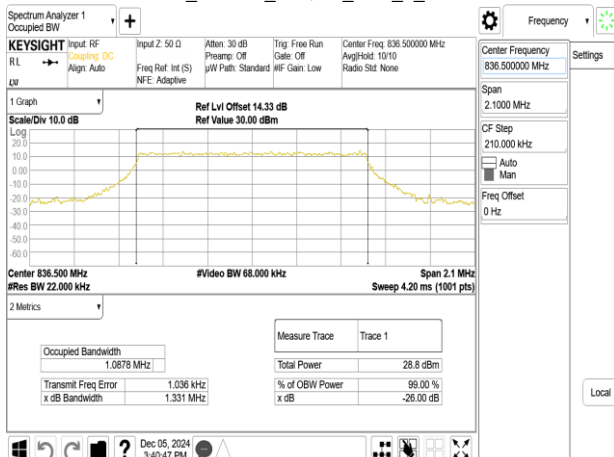 Spectrum Analyzer 1
Occupied BW
Frequency
KEYSIGHT
Input: RF
Coupling: DC
Align: Auto
RL
LXI
Input Z: 50 Ω
Freq Ref: Int (S)
NFE: Adaptive
Atten: 30 dB
Preamp: Off
µW Path: Standard
Trig: Free Run
Gate: Off
#IF Gain: Low
Center Freq: 836.500000 MHz
Avg|Hold: 10/10
Radio Std: None
Center Frequency
836.500000 MHz
Settings
Span
2.1000 MHz
CF Step
210.000 kHz
Auto
Man
Freq Offset
0 Hz
Local
1 Graph
Scale/Div 10.0 dB
Ref Lvl Offset 14.33 dB
Ref Value 30.00 dBm
Log
20.0
10.0
0.00
-10.0
-20.0
-30.0
-40.0
-50.0
-60.0
Center 836.500 MHz
#Video BW 68.000 kHz
Span 2.1 MHz
#Res BW 22.000 kHz
Sweep 4.20 ms (1001 pts)
2 Metrics
Measure Trace
Trace 1
Occupied Bandwidth
1.0878 MHz
Total Power
28.8 dBm
Transmit Freq Error
1.036 kHz
% of OBW Power
99.00 %
x dB Bandwidth
1.331 MHz
x dB
-26.00 dB
?
Dec 05, 2024
3:40:47 PM